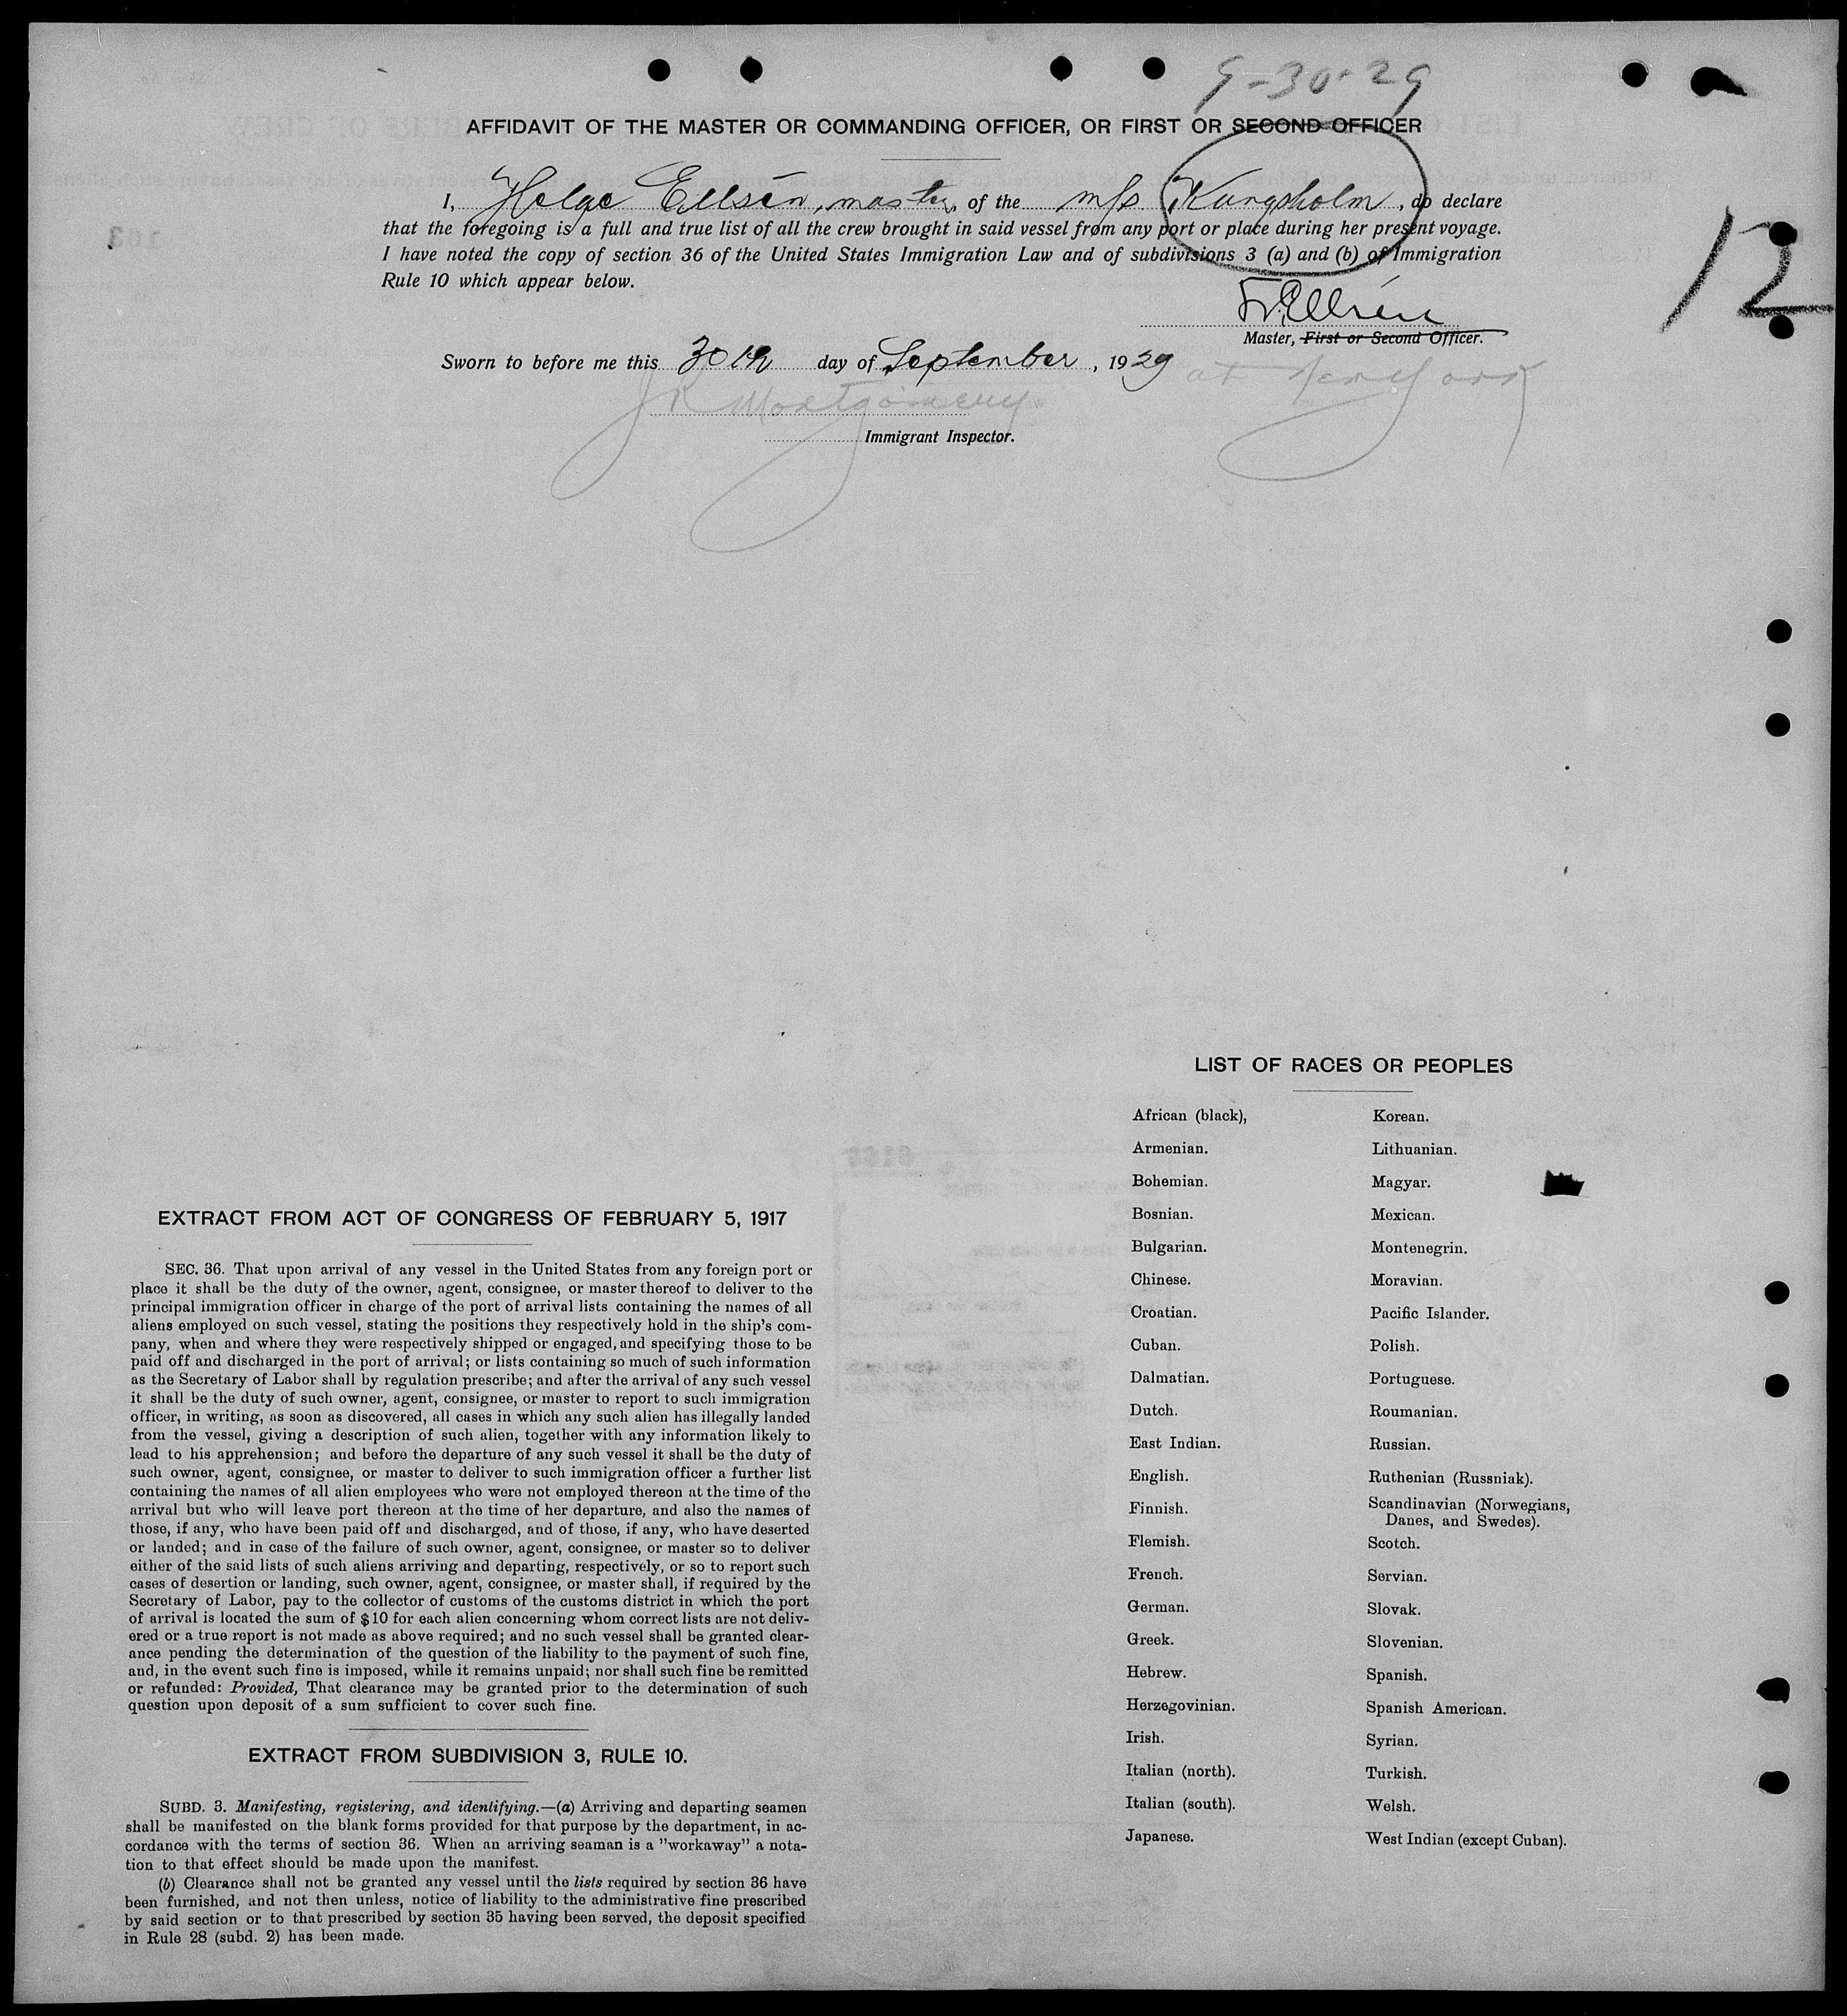 9-30-29
AFFIDAVIT OF THE MASTER OR COMMANDING OFFICER, OR FIRST OR SECOND OFFICER
I, Helge Ellsén, master, of the m/s Kungsholm, do declare
that the foregoing is a full and true list of all the crew brought in said vessel from any port or place during her present voyage.
I have noted the copy of section 36 of the United States Immigration Law and of subdivisions 3 (a) and (b) of Immigration
Rule 10 which appear below.
12
Ellsén
Master, First or Second Officer.
Sworn to before me this 30th day of September, 1929 at New York
J R Montgomery
Immigrant Inspector.
LIST OF RACES OR PEOPLES
African (black),
Armenian.
Bohemian.
Bosnian.
Bulgarian.
Chinese.
Croatian.
Cuban.
Dalmatian.
Dutch.
East Indian.
English.
Finnish.
Flemish.
French.
German.
Greek.
Hebrew.
Herzegovinian.
Irish.
Italian (north).
Italian (south).
Japanese.
Korean.
Lithuanian.
Magyar.
Mexican.
Montenegrin.
Moravian.
Pacific Islander.
Polish.
Portuguese.
Roumanian.
Russian.
Ruthenian (Russniak).
Scandinavian (Norwegians,
Danes, and Swedes).
Scotch.
Servian.
Slovak.
Slovenian.
Spanish.
Spanish American.
Syrian.
Turkish.
Welsh.
West Indian (except Cuban).
EXTRACT FROM ACT OF CONGRESS OF FEBRUARY 5, 1917
SEC. 36. That upon arrival of any vessel in the United States from any foreign port or
place it shall be the duty of the owner, agent, consignee, or master thereof to deliver to the
principal immigration officer in charge of the port of arrival lists containing the names of all
aliens employed on such vessel, stating the positions they respectively hold in the ship's com-
pany, when and where they were respectively shipped or engaged, and specifying those to be
paid off and discharged in the port of arrival; or lists containing so much of such information
as the Secretary of Labor shall by regulation prescribe; and after the arrival of any such vessel
it shall be the duty of such owner, agent, consignee, or master to report to such immigration
officer, in writing, as soon as discovered, all cases in which any such alien has illegally landed
from the vessel, giving a description of such alien, together with any information likely to
lead to his apprehension; and before the departure of any such vessel it shall be the duty of
such owner, agent, consignee, or master to deliver to such immigration officer a further list
containing the names of all alien employees who were not employed thereon at the time of the
arrival but who will leave port thereon at the time of her departure, and also the names of
those, if any, who have been paid off and discharged, and of those, if any, who have deserted
or landed; and in case of the failure of such owner, agent, consignee, or master so to deliver
either of the said lists of such aliens arriving and departing, respectively, or so to report such
cases of desertion or landing, such owner, agent, consignee, or master shall, if required by the
Secretary of Labor, pay to the collector of customs of the customs district in which the port
of arrival is located the sum of $10 for each alien concerning whom correct lists are not deliv-
ered or a true report is not made as above required; and no such vessel shall be granted clear-
ance pending the determination of the question of the liability to the payment of such fine,
and, in the event such fine is imposed, while it remains unpaid; nor shall such fine be remitted
or refunded: Provided, That clearance may be granted prior to the determination of such
question upon deposit of a sum sufficient to cover such fine.
EXTRACT FROM SUBDIVISION 3, RULE 10.
SUBD. 3. Manifesting, registering, and identifying.—(a) Arriving and departing seamen
shall be manifested on the blank forms provided for that purpose by the department, in ac-
cordance with the terms of section 36. When an arriving seaman is a "workaway" a nota-
tion to that effect should be made upon the manifest.
(b) Clearance shall not be granted any vessel until the lists required by section 36 have
been furnished, and not then unless, notice of liability to the administrative fine prescribed
by said section or to that prescribed by section 35 having been served, the deposit specified
in Rule 28 (subd. 2) has been made.